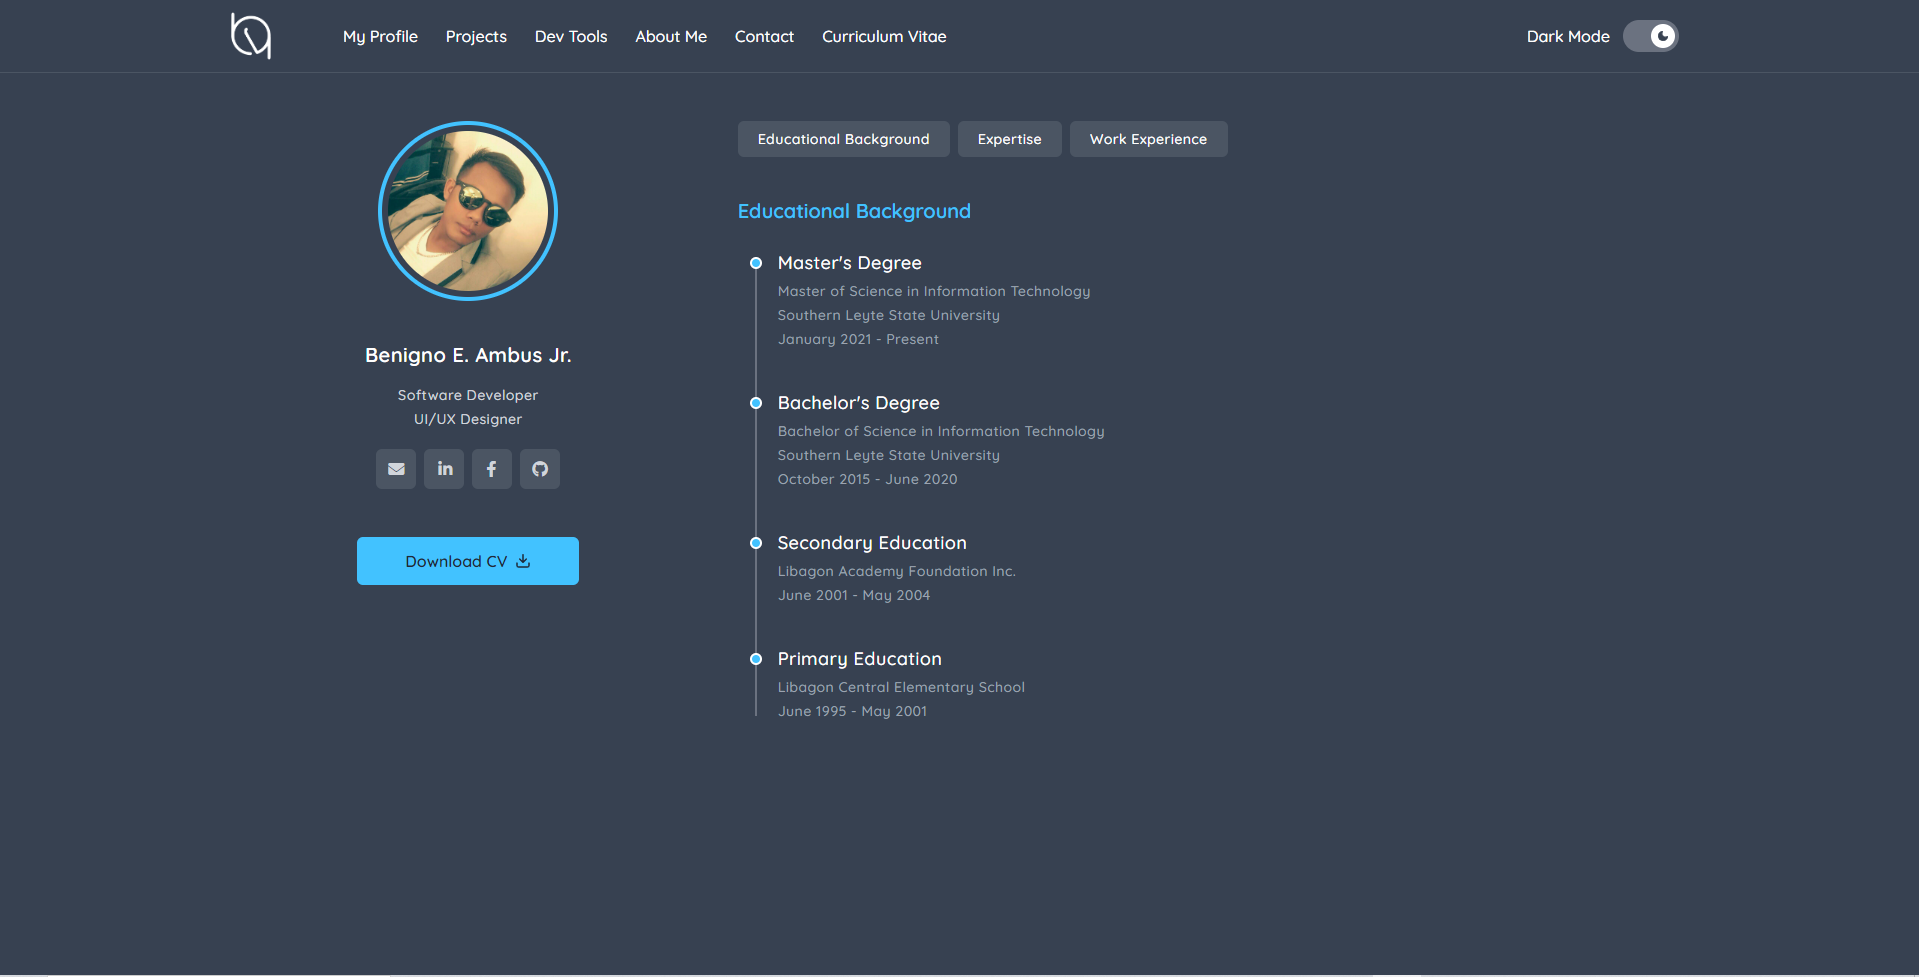 My Profile Projects Dev Tools About Me Contact Curriculum Vitae Dark Mode
Benigno E. Ambus Jr.
Software Developer
UI/UX Designer
Download CV
Educational Background Expertise Work Experience
Educational Background
Master's Degree
Master of Science in Information Technology
Southern Leyte State University
January 2021 - Present
Bachelor's Degree
Bachelor of Science in Information Technology
Southern Leyte State University
October 2015 - June 2020
Secondary Education
Libagon Academy Foundation Inc.
June 2001 - May 2004
Primary Education
Libagon Central Elementary School
June 1995 - May 2001